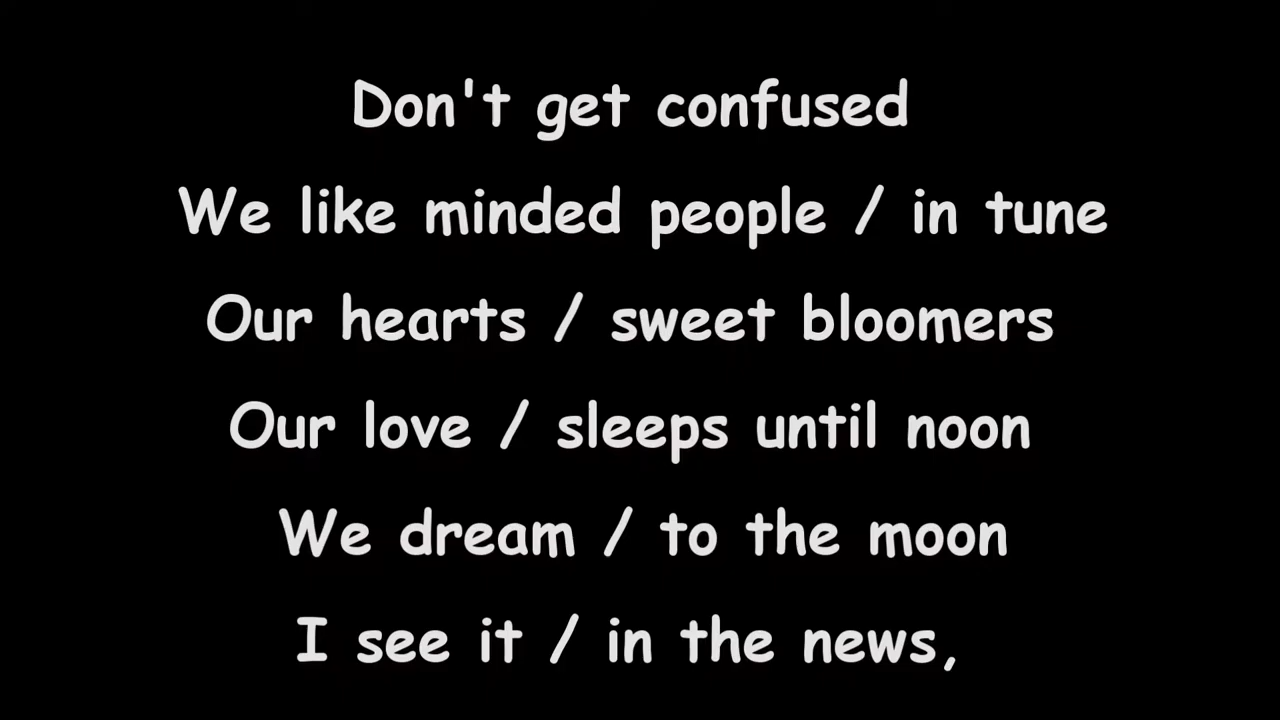 Don't get confused
We like minded people / in tune
Our hearts / sweet bloomers
Our love / sleeps until noon
We dream / to the moon
I see it / in the news,